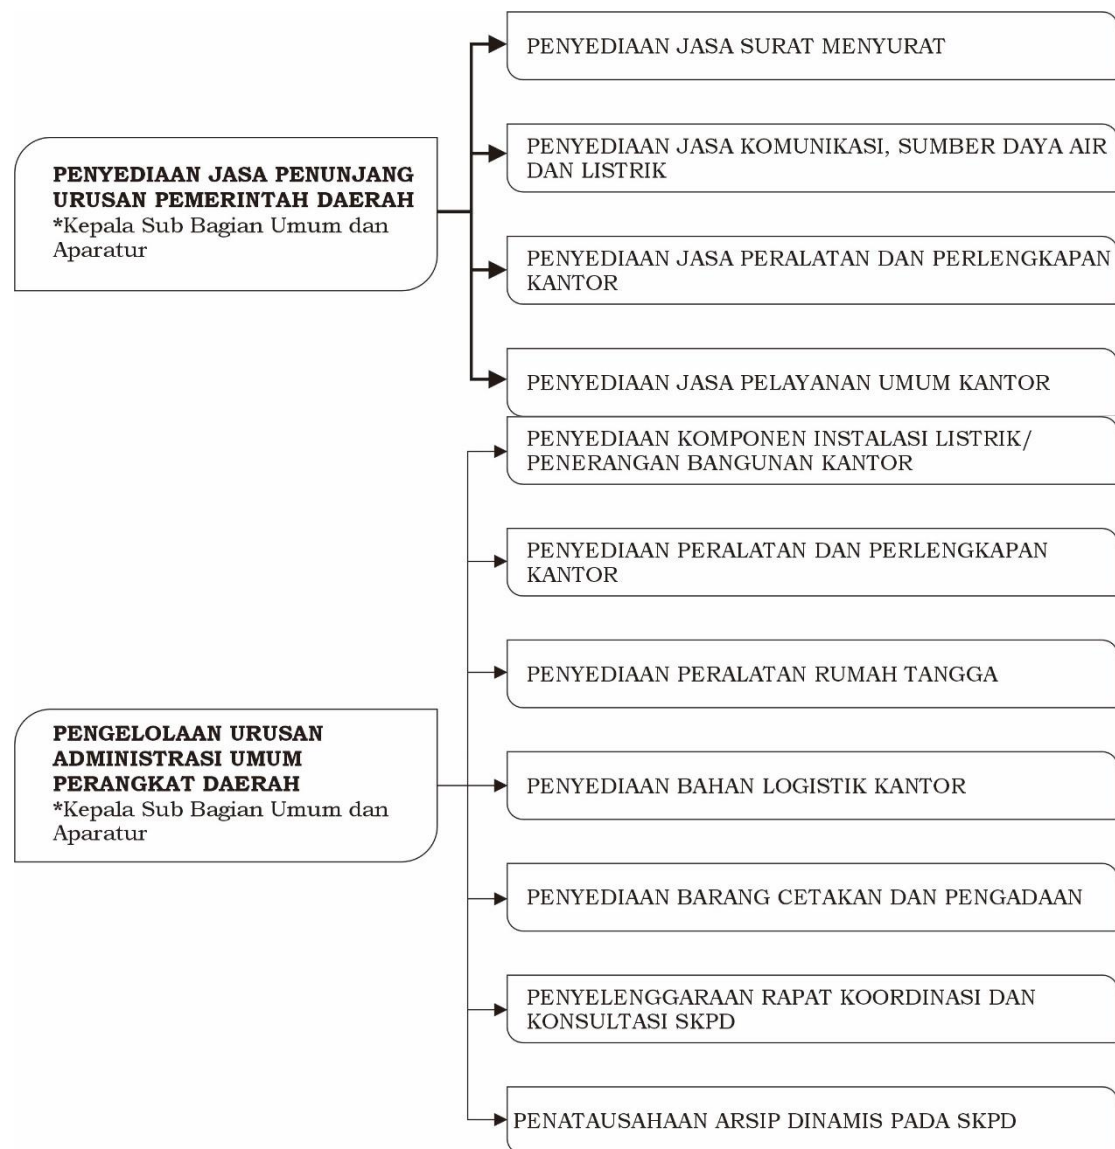 PENYEDIAAN JASA SURAT MENYURAT
PENYEDIAAN JASA PENUNJANG
URUSAN PEMERINTAH DAERAH
*Kepala Sub Bagian Umum dan
Aparatur
PENYEDIAAN JASA KOMUNIKASI, SUMBER DAYA AIR
DAN LISTRIK
PENYEDIAAN JASA PERALATAN DAN PERLENGKAPAN
KANTOR
PENYEDIAAN JASA PELAYANAN UMUM KANTOR
PENYEDIAAN KOMPONEN INSTALASI LISTRIK/
PENERANGAN BANGUNAN KANTOR
PENYEDIAAN PERALATAN DAN PERLENGKAPAN
KANTOR
PENYEDIAAN PERALATAN RUMAH TANGGA
PENGELOLAAN URUSAN
ADMINISTRASI UMUM
PERANGKAT DAERAH
*Kepala Sub Bagian Umum dan
Aparatur
PENYEDIAAN BAHAN LOGISTIK KANTOR
PENYEDIAAN BARANG CETAKAN DAN PENGADAAN
PENYELENGGARAAN RAPAT KOORDINASI DAN
KONSULTASI SKPD
PENATAUSAHAAN ARSIP DINAMIS PADA SKPD